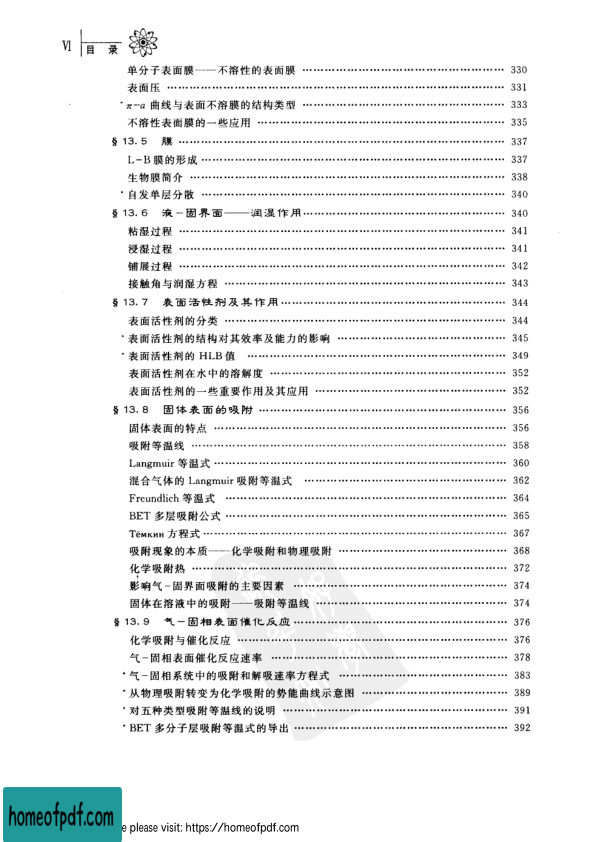 Ⅵ 目 录
单分子表面膜——不溶性的表面膜 …… 330
表面压 …… 331
*π-a 曲线与表面不溶膜的结构类型 …… 333
不溶性表面膜的一些应用 …… 335
§ 13.5 膜 …… 337
L-B膜的形成 …… 337
生物膜简介 …… 338
*自发单层分散 …… 340
§ 13.6 液-固界面——润湿作用 …… 340
粘湿过程 …… 341
浸湿过程 …… 341
铺展过程 …… 342
接触角与润湿方程 …… 343
§ 13.7 表面活性剂及其作用 …… 344
表面活性剂的分类 …… 344
*表面活性剂的结构对其效率及能力的影响 …… 345
*表面活性剂的 HLB值 …… 349
表面活性剂在水中的溶解度 …… 352
表面活性剂的一些重要作用及其应用 …… 352
§ 13.8 固体表面的吸附 …… 356
固体表面的特点 …… 356
吸附等温线 …… 358
Langmuir 等温式 …… 360
混合气体的 Langmuir 吸附等温式 …… 362
Freundlich 等温式 …… 364
BET 多层吸附公式 …… 365
Тёмкин 方程式 …… 367
吸附现象的本质——化学吸附和物理吸附 …… 368
化学吸附热 …… 372
影响气-固界面吸附的主要因素 …… 374
固体在溶液中的吸附——吸附等温线 …… 374
§ 13.9 气-固相表面催化反应 …… 376
化学吸附与催化反应 …… 376
气-固相表面催化反应速率 …… 378
*气-固相系统中的吸附和解吸速率方程式 …… 383
*从物理吸附转变为化学吸附的势能曲线示意图 …… 389
*对五种类型吸附等温线的说明 …… 391
*BET 多分子层吸附等温式的导出 …… 392
homeofpdf.com
e please visit: https://homeofpdf.com